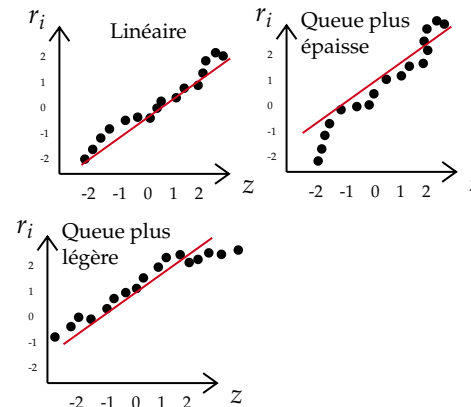 r_i
Linéaire
2
1
0
-1
-2
-2 -1 0 1 2
z
r_i
Queue plus
épaisse
2
1
0
-1
-2
-2 -1 0 1 2
r_i
Queue plus
légère
2
1
0
-1
-2
-2 -1 0 1 2
z